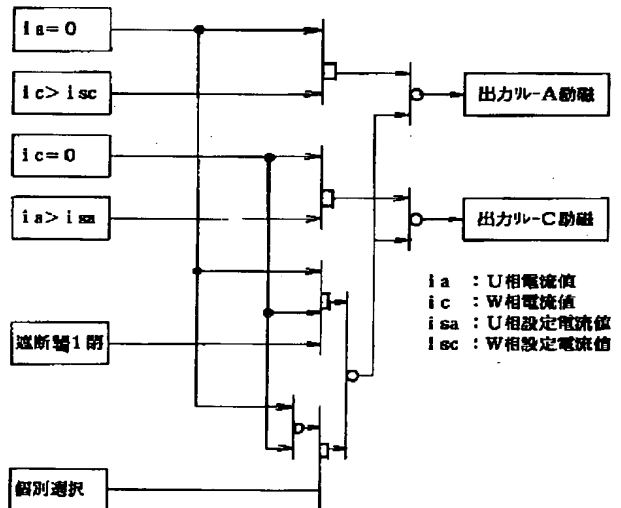 ia=0
ic>isc
ic=0
ia>isa
遮断器1閉
個別選択
出力リレーA励磁
出力リレーC励磁
ia :U相電流値
ic :W相電流値
isa :U相設定電流値
isc :W相設定電流値